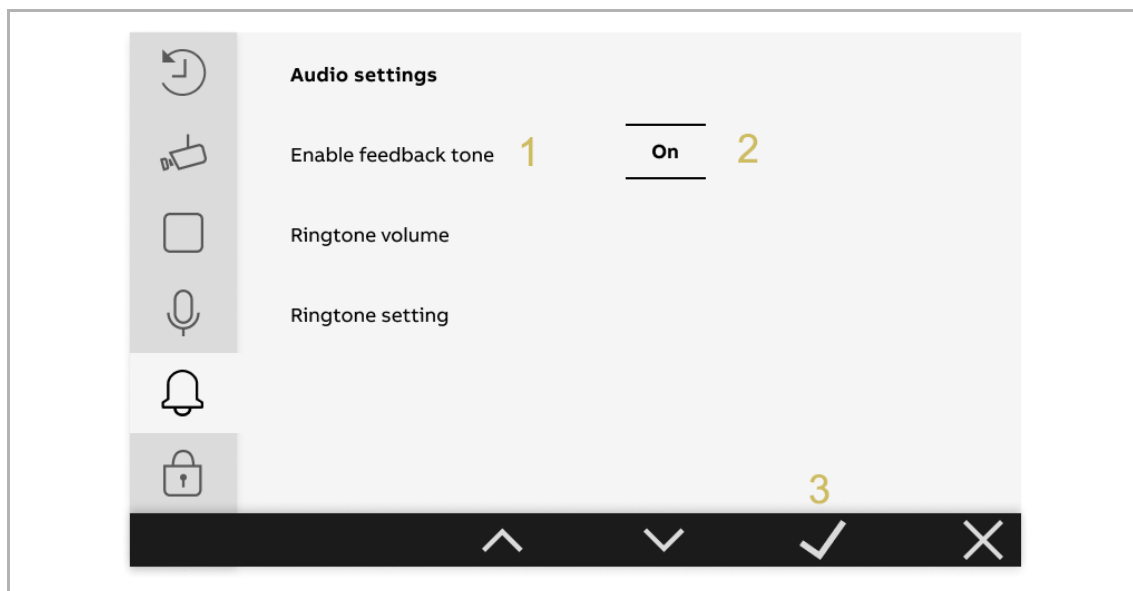 Audio settings
Enable feedback tone 1 On 2
Ringtone volume
Ringtone setting
3